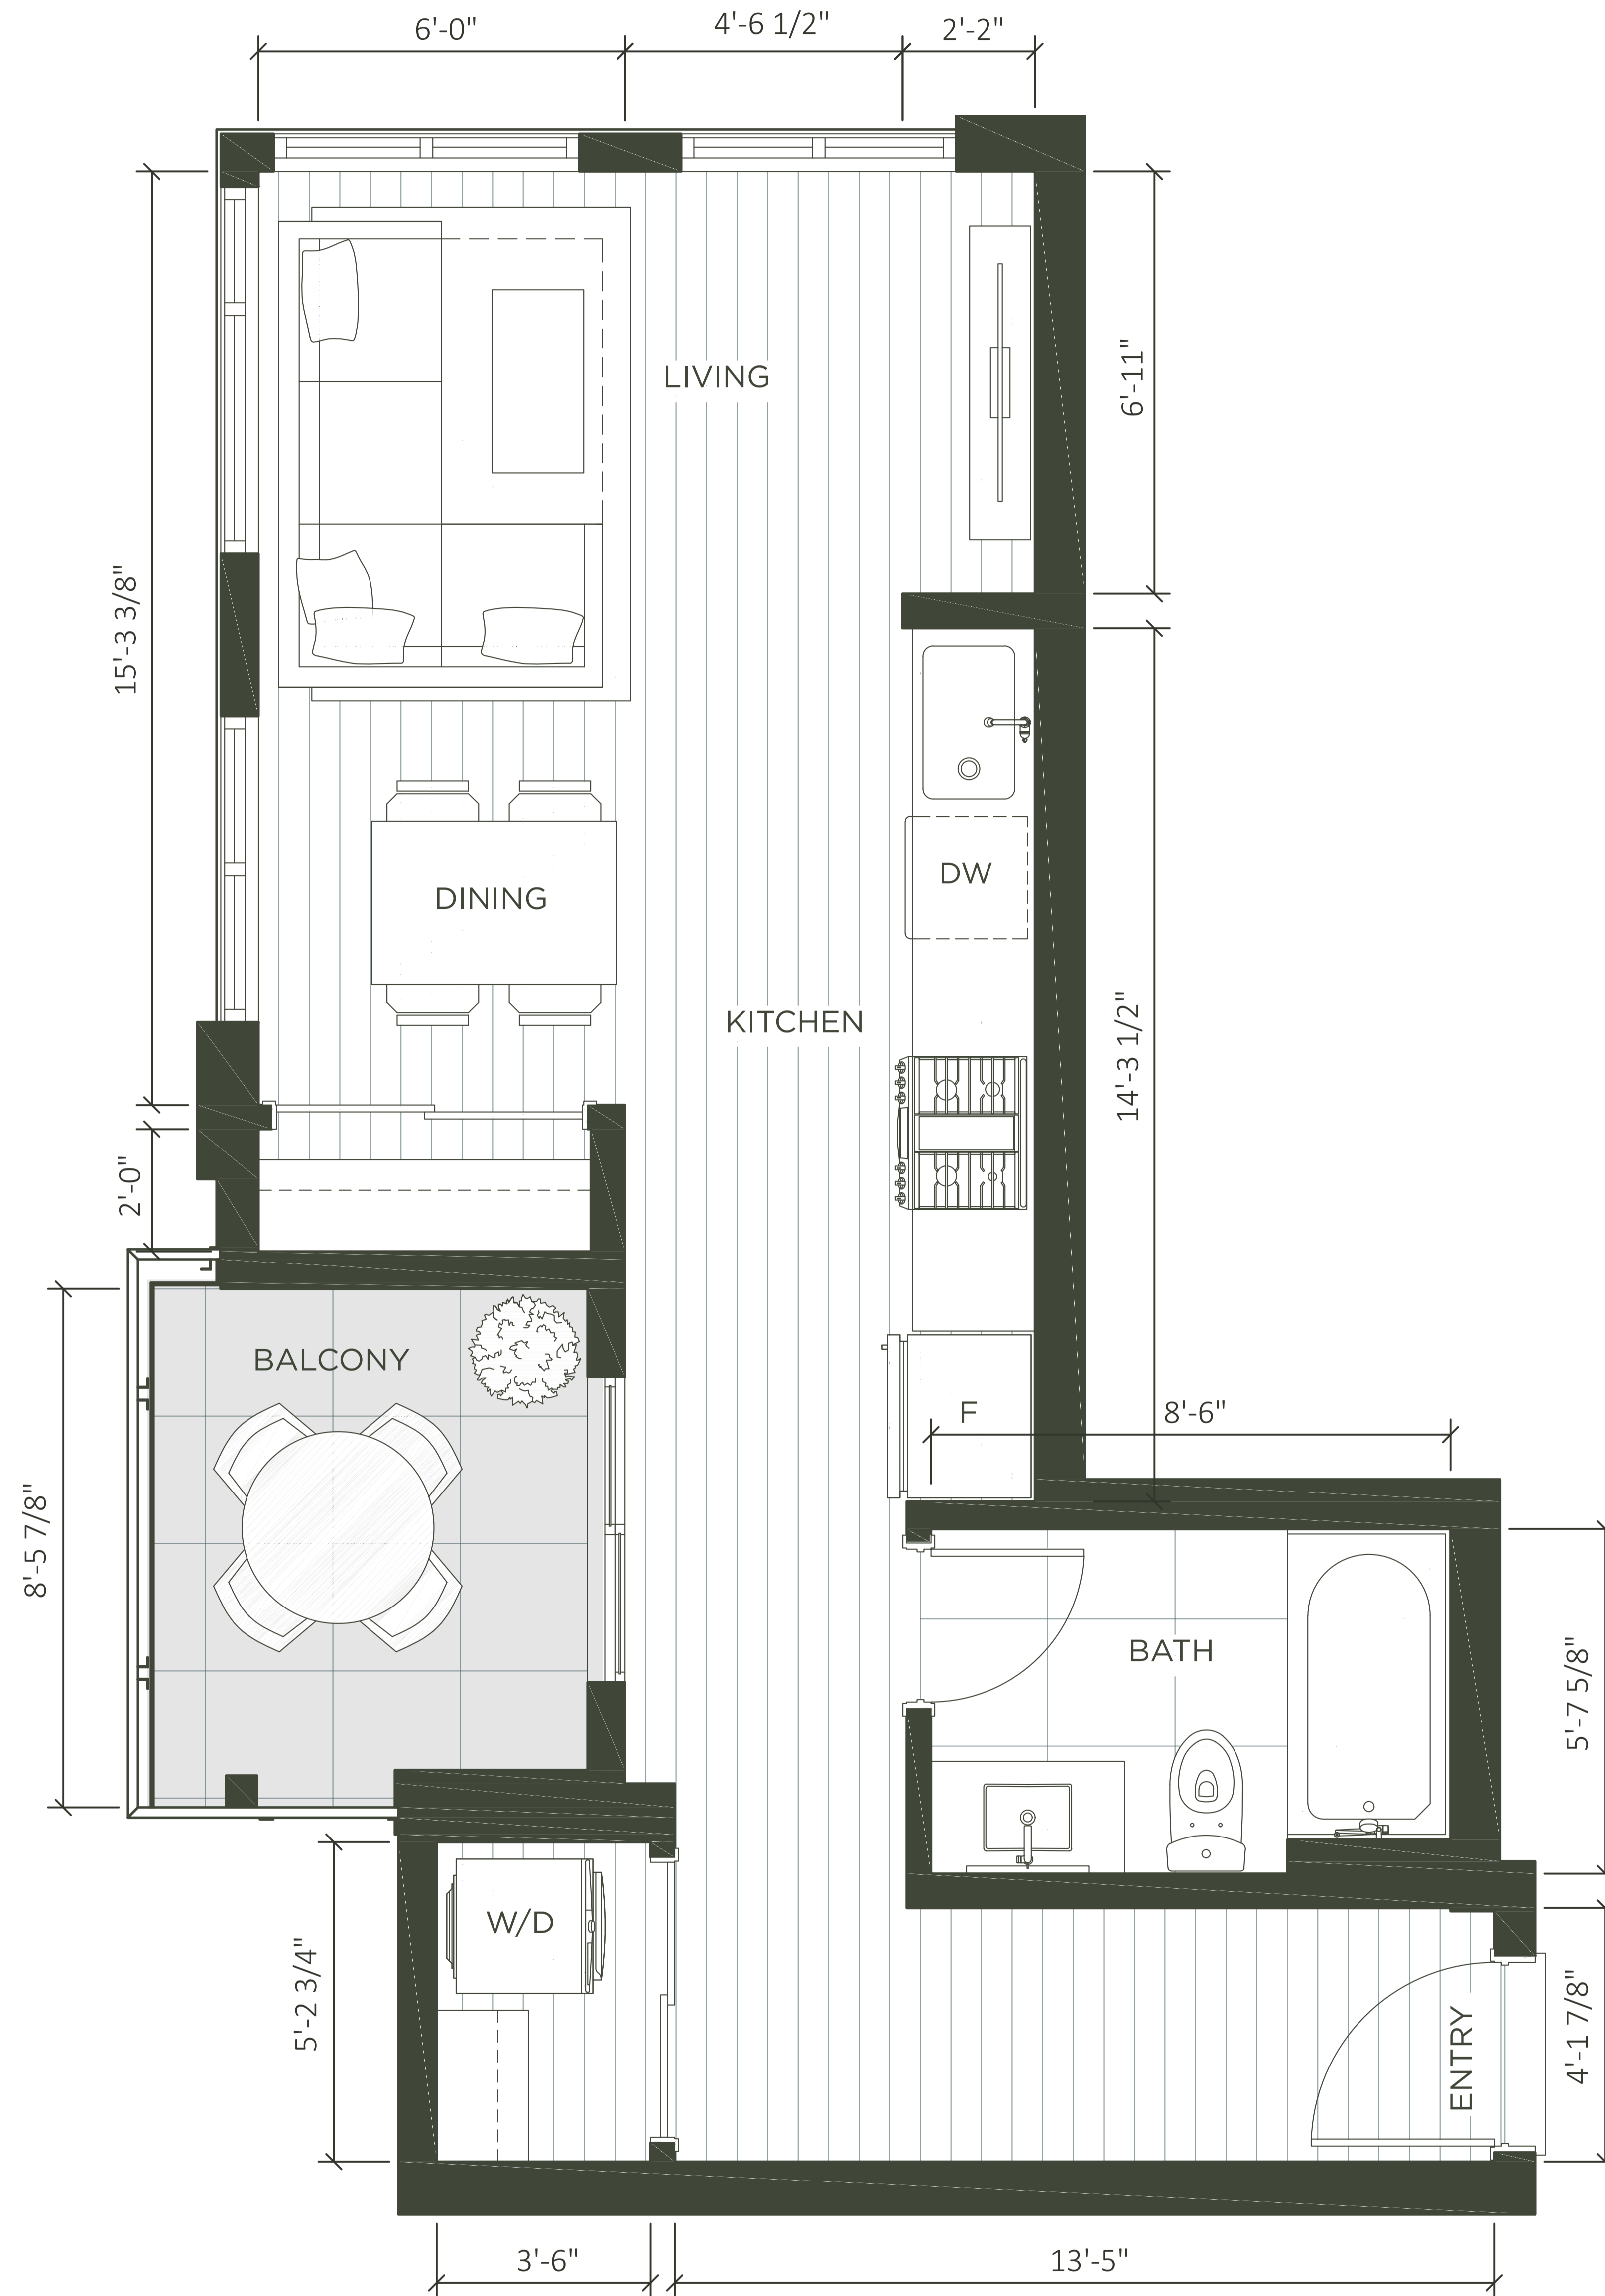 6'-0"
4'-6 1/2"
2'-2"
LIVING
6'-11"
15'-3 3/8"
DW
DINING
KITCHEN
14'-3 1/2"
2'-0"
BALCONY
F
8'-6"
8'-5 7/8"
BATH
5'-7 5/8"
W/D
5'-2 3/4"
ENTRY
4'-1 7/8"
3'-6"
13'-5"